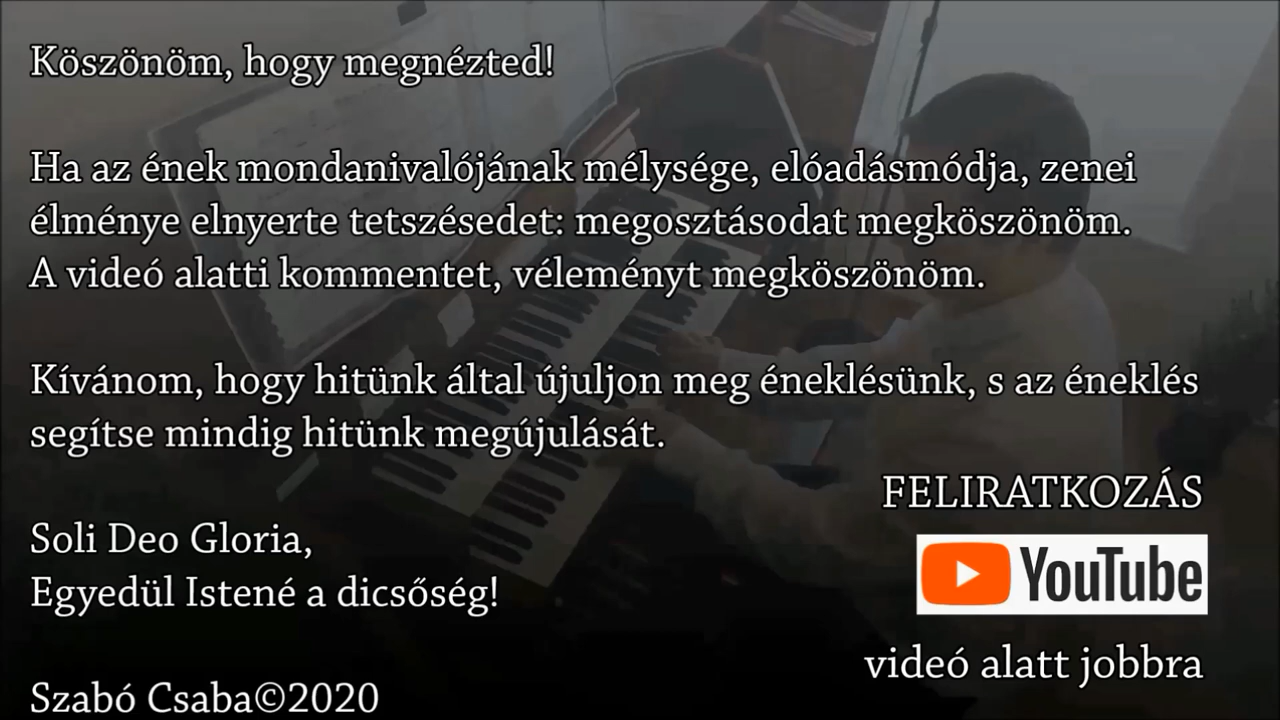 Köszönöm, hogy megnézted!
Ha az ének mondanivalójának mélysége, elóadásmódja, zenei
élménye elnyerte tetszésedet: megosztásodat megköszönöm.
A videó alatti kommentet, véleményt megköszönöm.
Kívánom, hogy hitünk által újuljon meg éneklésünk, s az éneklés
segítse mindig hitünk megújulását.
Soli Deo Gloria,
Egyedül Istené a dicsőség!
Szabó Csaba©2020
FELIRATKOZÁS
YouTube
videó alatt jobbra